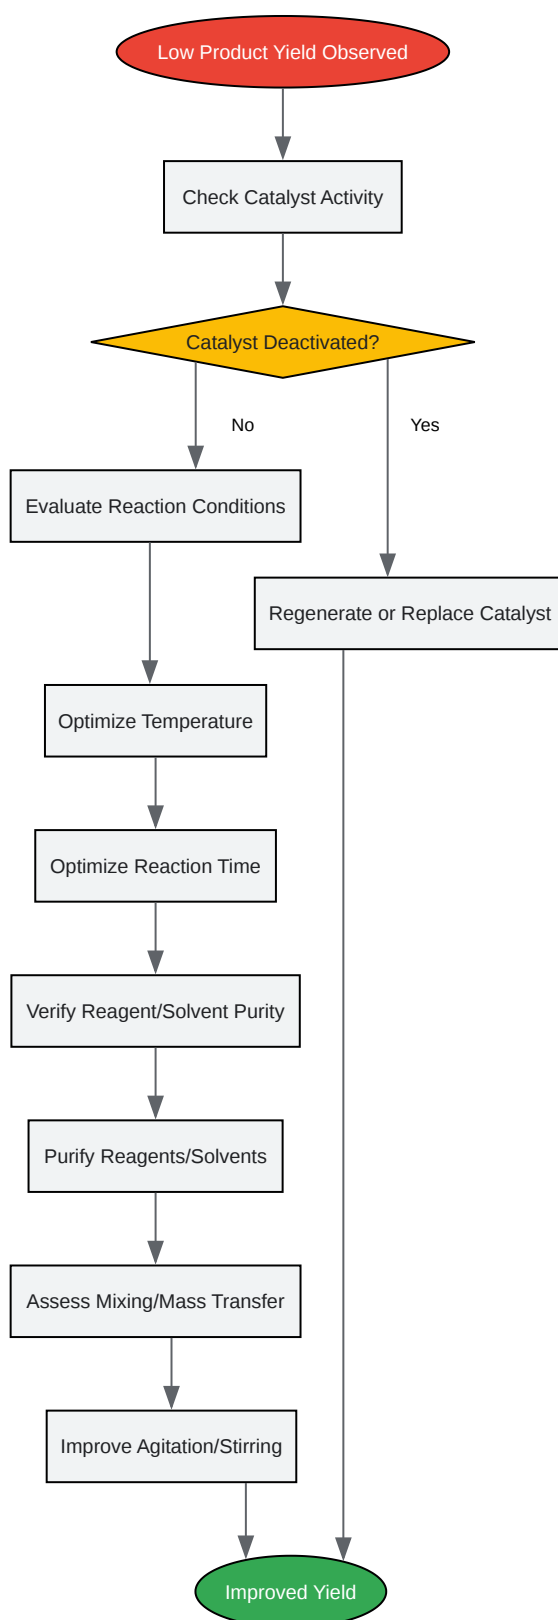 Low Product Yield Observed
Check Catalyst Activity
Catalyst Deactivated?
No
Yes
Evaluate Reaction Conditions
Regenerate or Replace Catalyst
Optimize Temperature
Optimize Reaction Time
Verify Reagent/Solvent Purity
Purify Reagents/Solvents
Assess Mixing/Mass Transfer
Improve Agitation/Stirring
Improved Yield